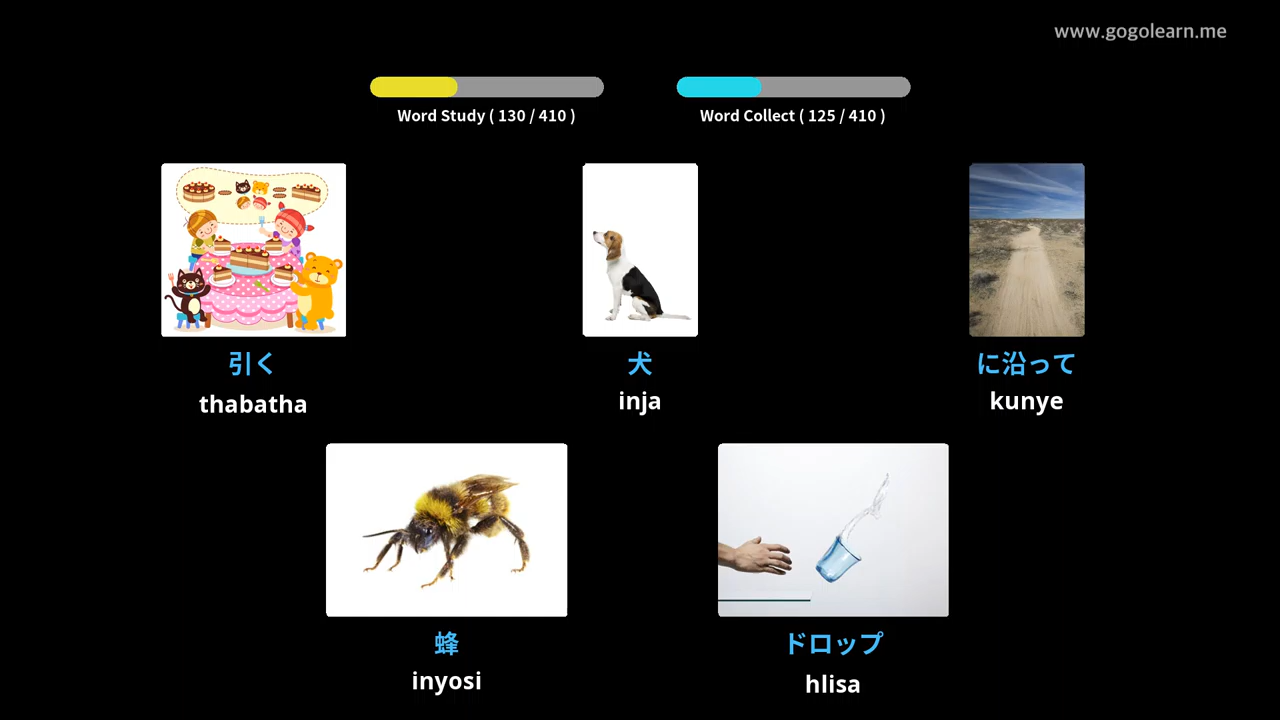 www.gogolearn.me
Word Study ( 130 / 410 )
Word Collect ( 125 / 410 )
引く
thabatha
犬
inja
に沿って
kunye
蜂
inyosi
ドロップ
hlisa